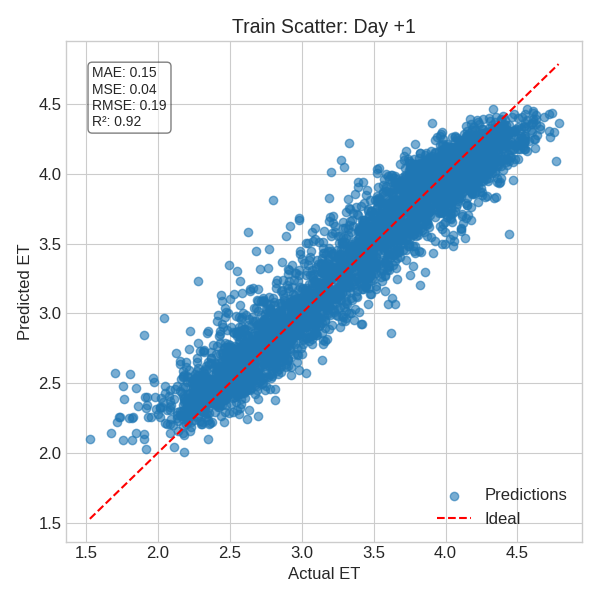 Train Scatter: Day +1
MAE: 0.15
MSE: 0.04
RMSE: 0.19
R²: 0.92
Predicted ET
4.5
4.0
3.5
3.0
2.5
2.0
1.5
Predictions
Ideal
1.5 2.0 2.5 3.0 3.5 4.0 4.5
Actual ET